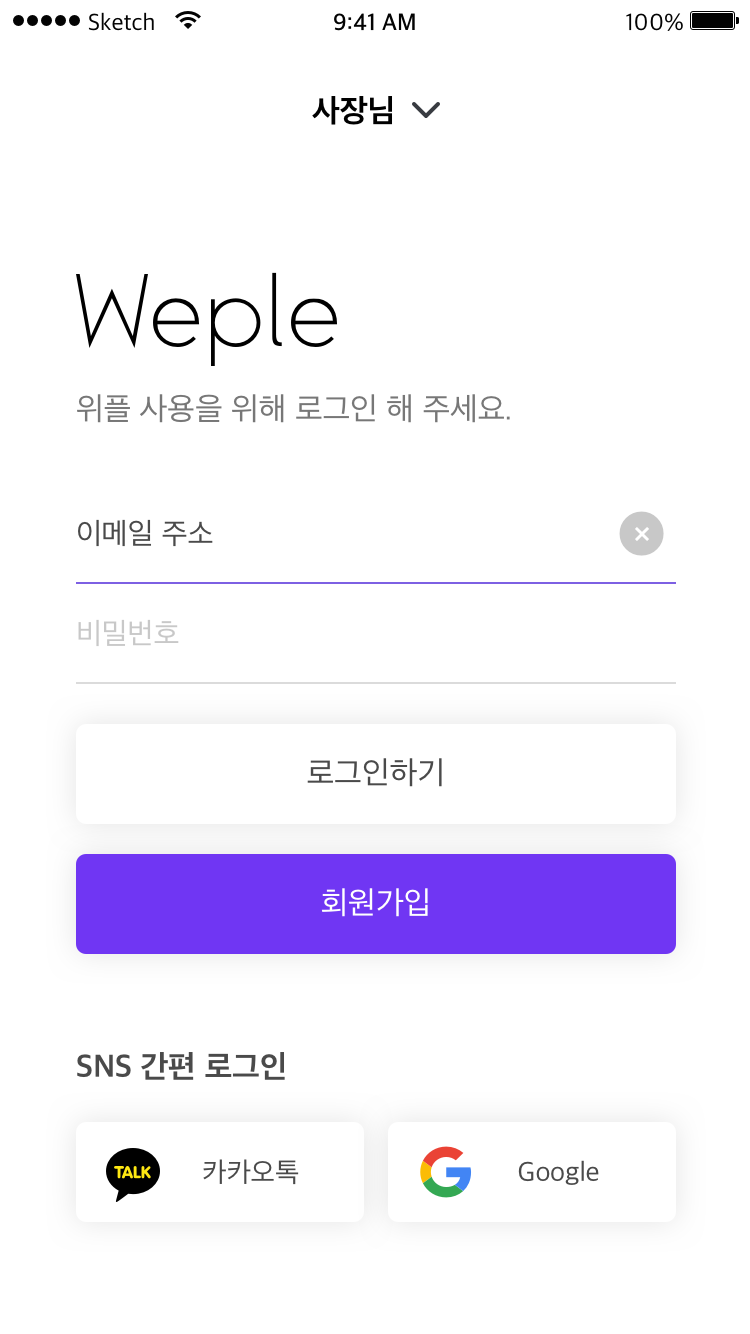 Sketch 9:41 AM 100%
사장님
Weple
위플 사용을 위해 로그인 해 주세요.
이메일 주소
비밀번호
로그인하기
회원가입
SNS 간편 로그인
TALK 카카오톡 Google